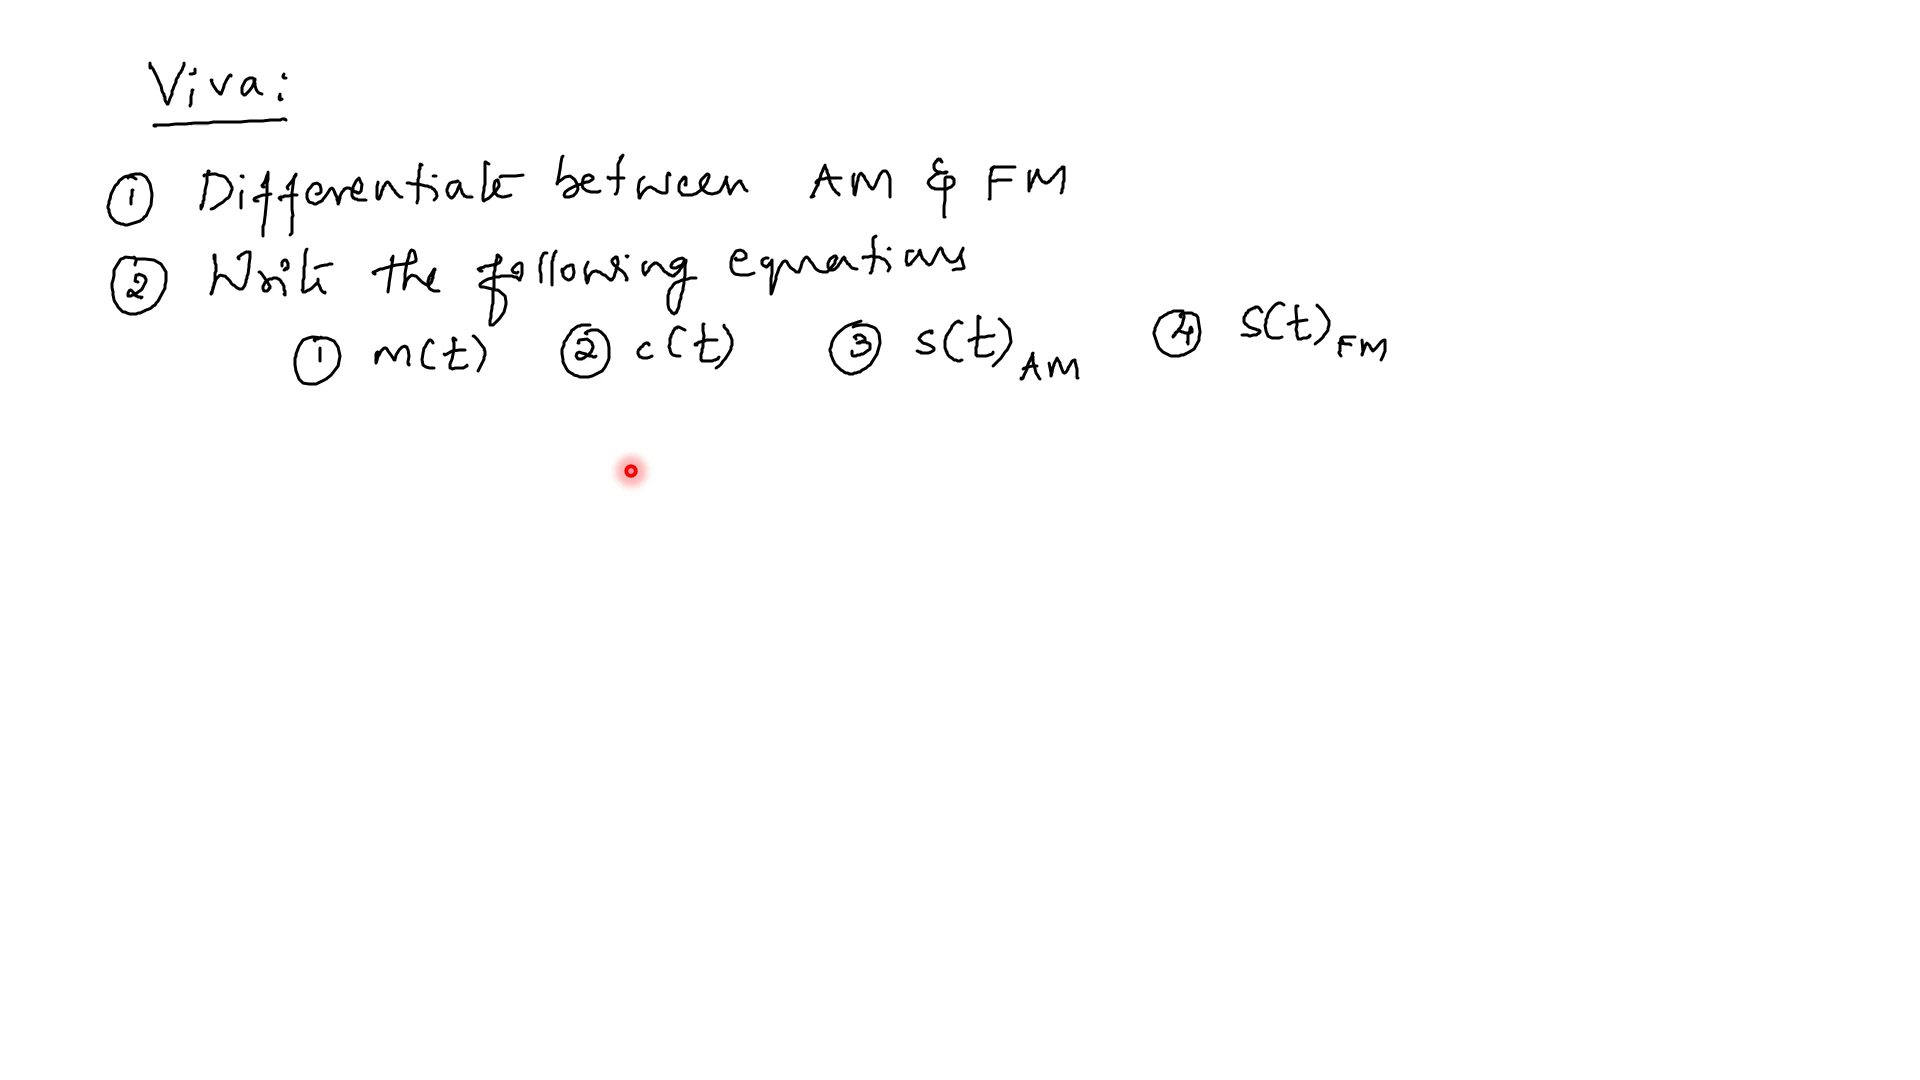 Viva:
① Differentiate between AM & FM
② Write the following equations
① m(t) ② c(t) ③ s(t)AM ④ S(t)FM